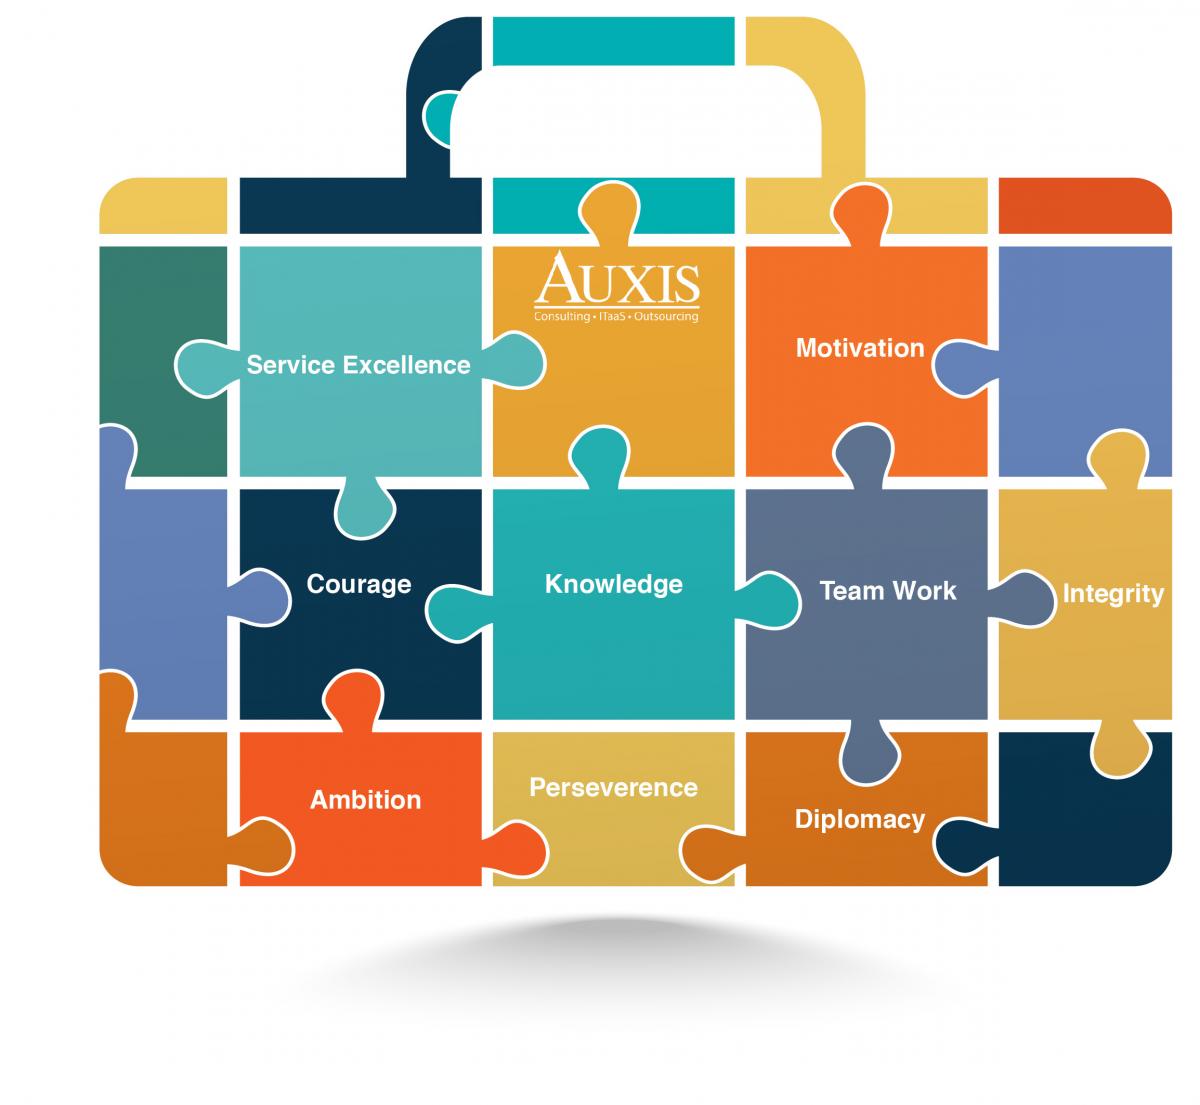 AUXIS
Consulting • ITaaS • Outsourcing
Service Excellence
Motivation
Courage
Knowledge
Team Work
Integrity
Ambition
Perseverence
Diplomacy